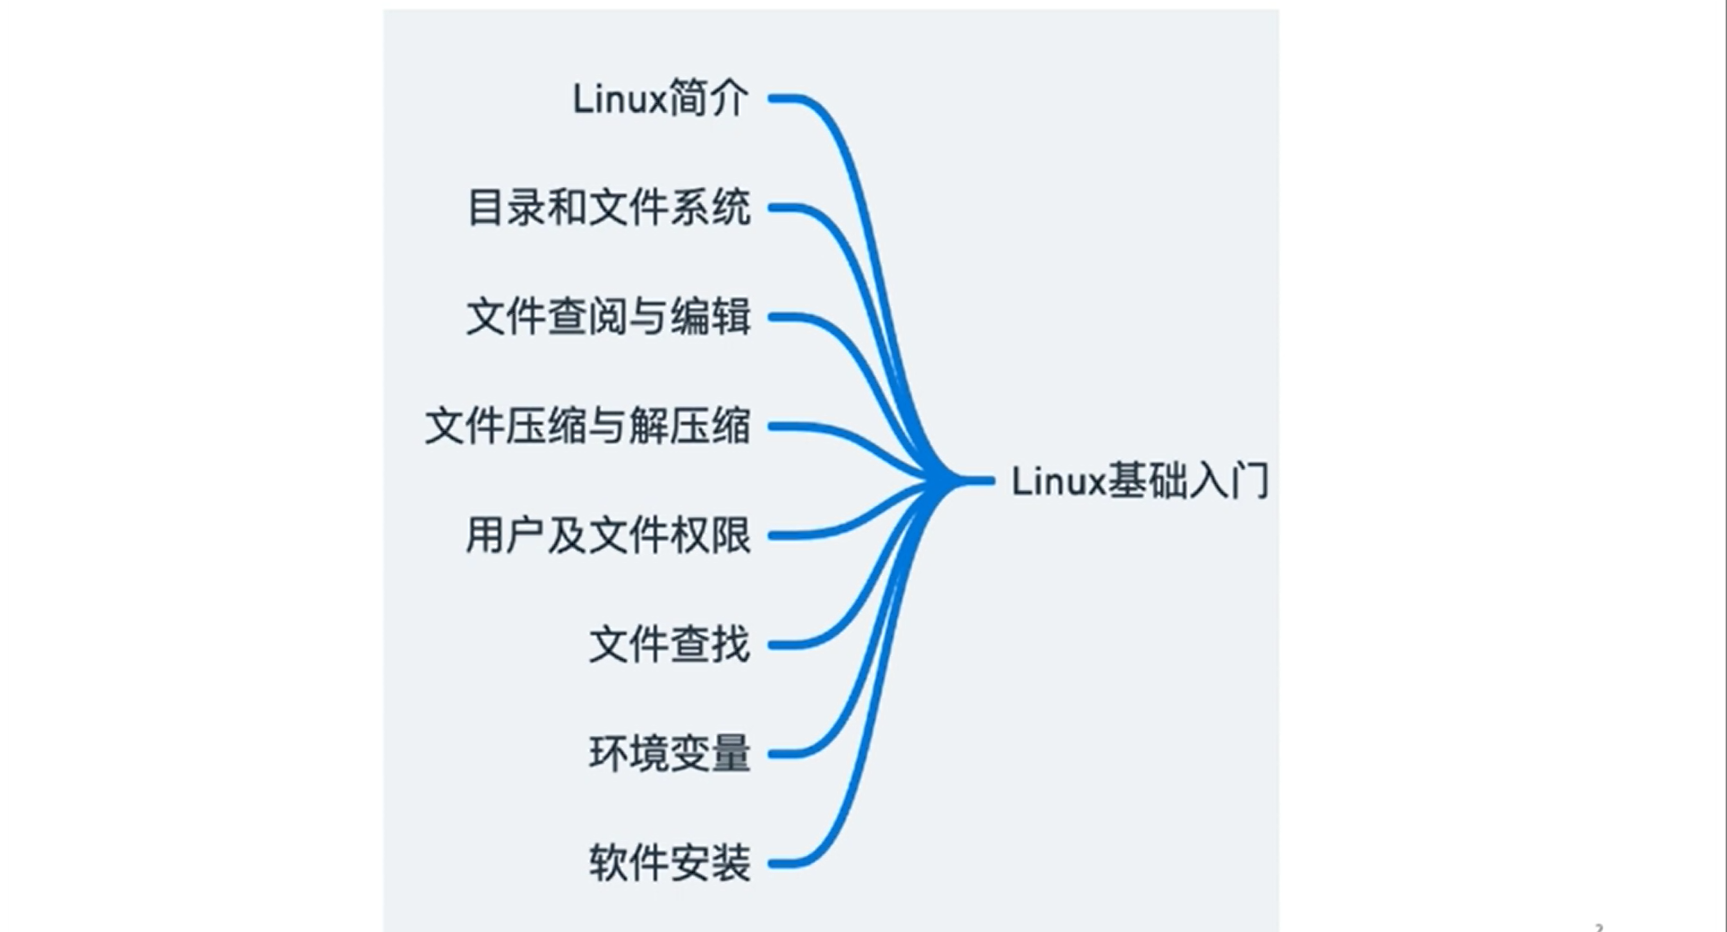 Linux简介
目录和文件系统
文件查阅与编辑
文件压缩与解压缩
用户及文件权限
文件查找
环境变量
软件安装
Linux基础入门
2